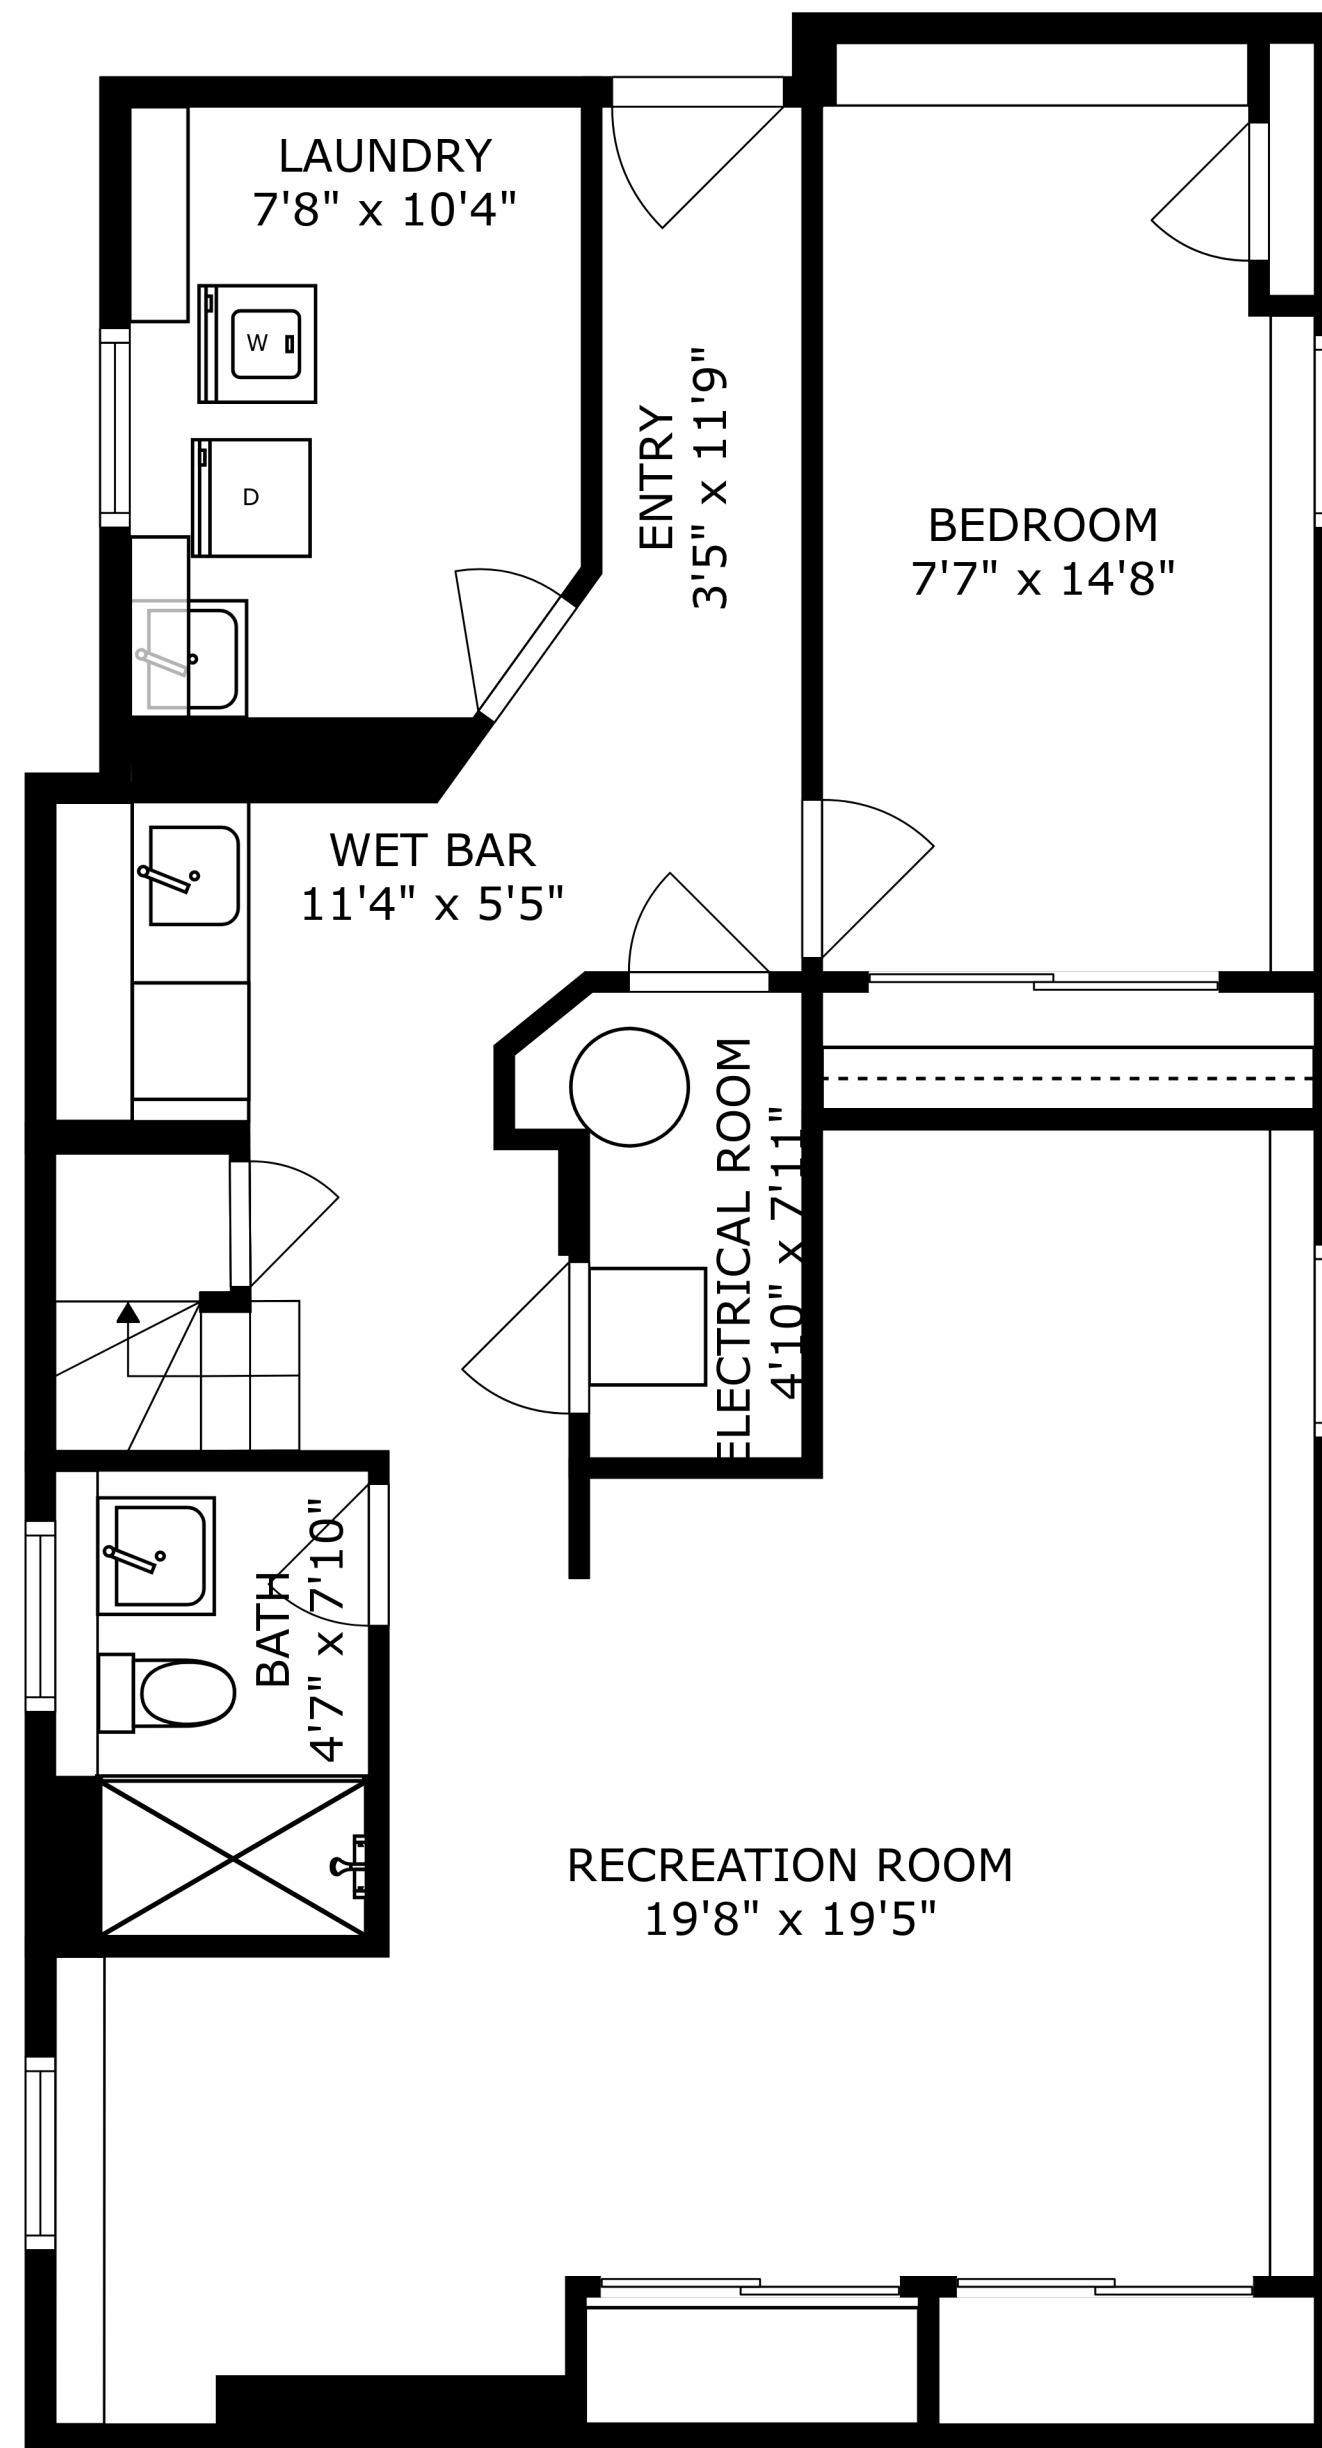 LAUNDRY
7'8" x 10'4"
W
D
ENTRY
3'5" x 11'9"
BEDROOM
7'7" x 14'8"
WET BAR
11'4" x 5'5"
ELECTRICAL ROOM
4'10" x 7'11"
BATH
4'7" x 7'10"
RECREATION ROOM
19'8" x 19'5"